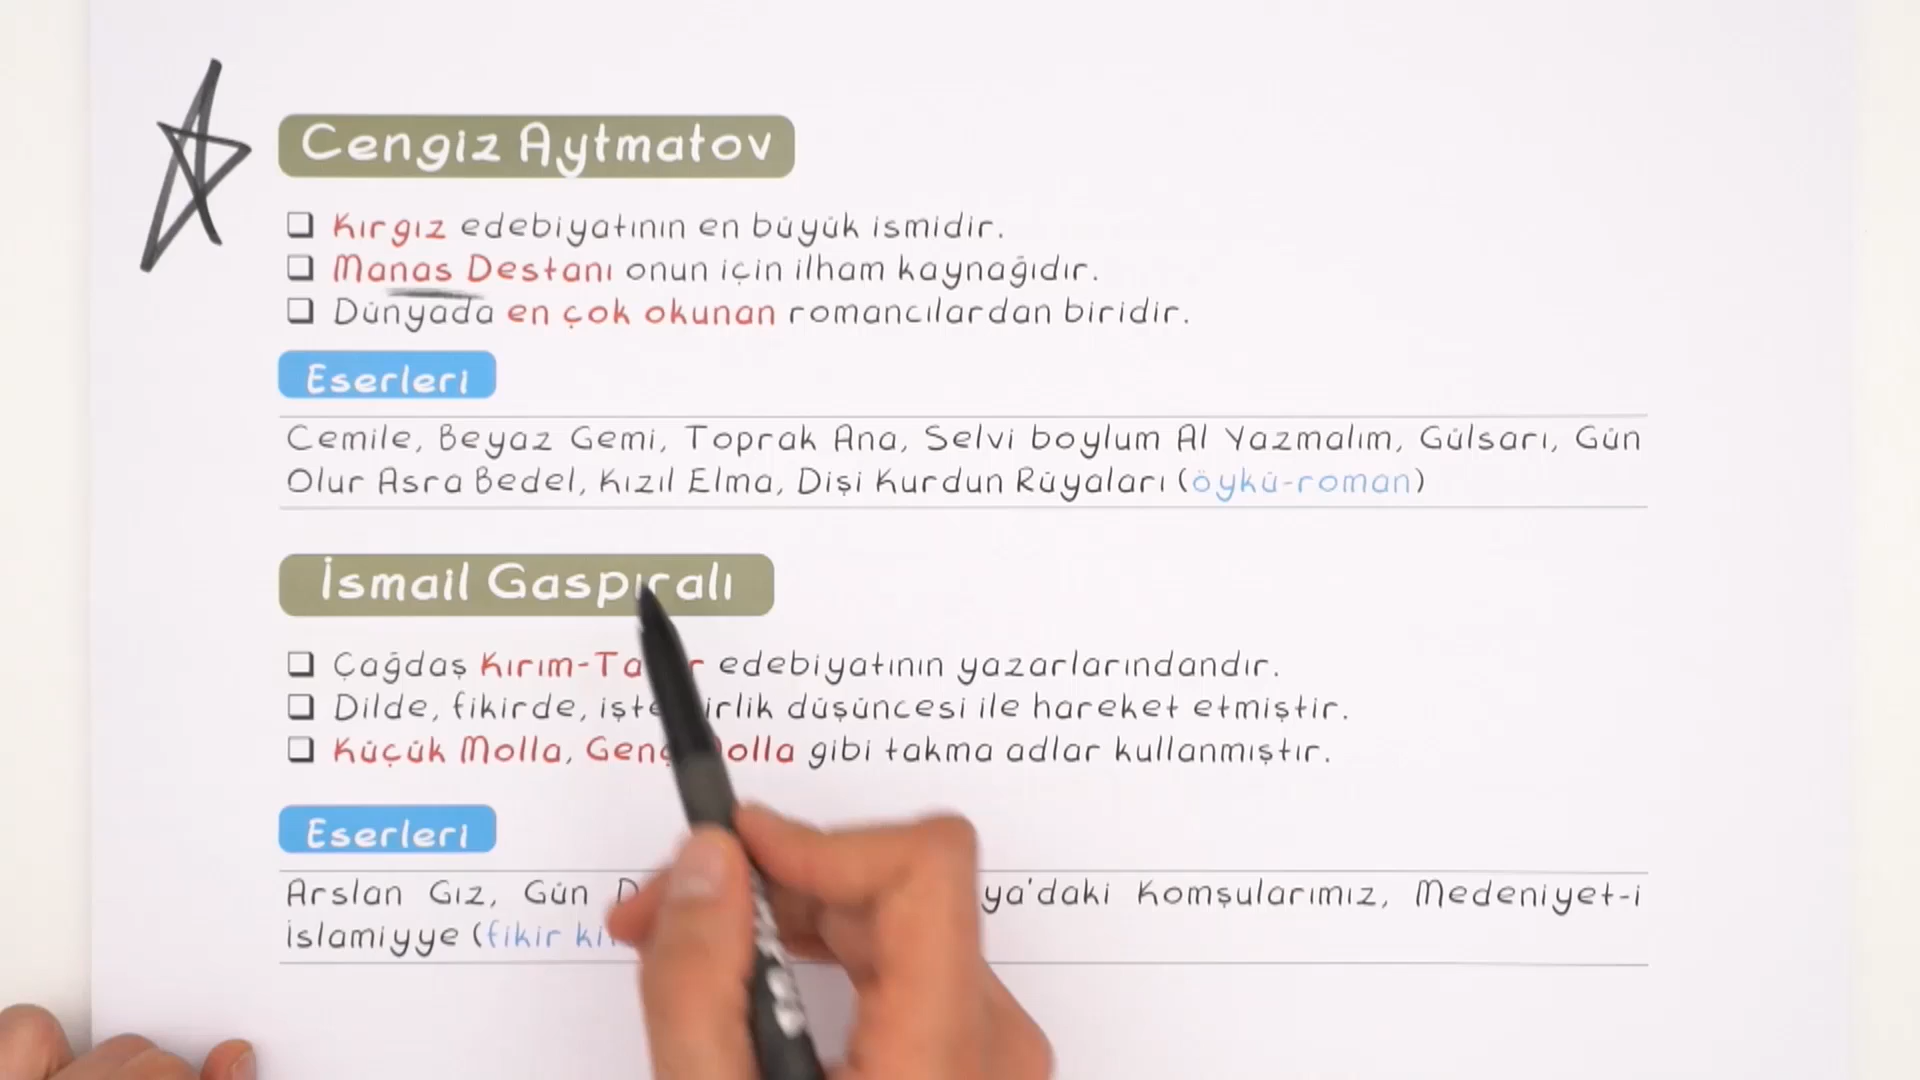 Cengiz Aytmatov
Kırgız edebiyatının en büyük ismidir.
Manas Destanı onun için ilham kaynağıdır.
Dünyada en çok okunan romancılardan biridir.
Eserleri
Cemile, Beyaz Gemi, Toprak Ana, Selvi boylum Al Yazmalım, Gülsarı, Gün
Olur Asra Bedel, Kızıl Elma, Dişi Kurdun Rüyaları (öykü-roman)
İsmail Gaspıralı
Çağdaş Kırım-Ta r edebiyatının yazarlarındandır.
Dilde, fikirde, işte birlik düşüncesi ile hareket etmiştir.
Küçük Molla, Genç Molla gibi takma adlar kullanmıştır.
Eserleri
Arslan Gız, Gün ya'daki Komşularımız, Medeniyet-i
İslamiyye (fikir